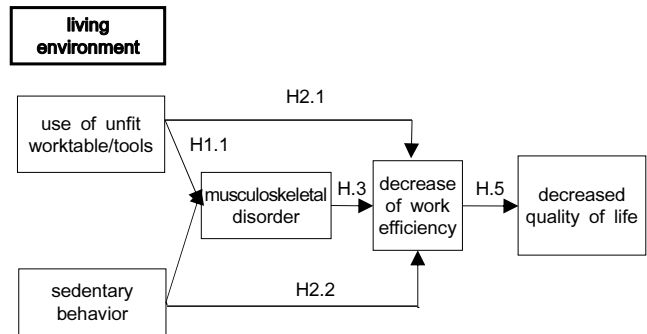 living
environment
H2.1
use of unfit
worktable/tools
H1.1
musculoskeletal
disorder
H.3
decrease
of work
efficiency
H.5
decreased
quality of life
sedentary
behavior
H2.2